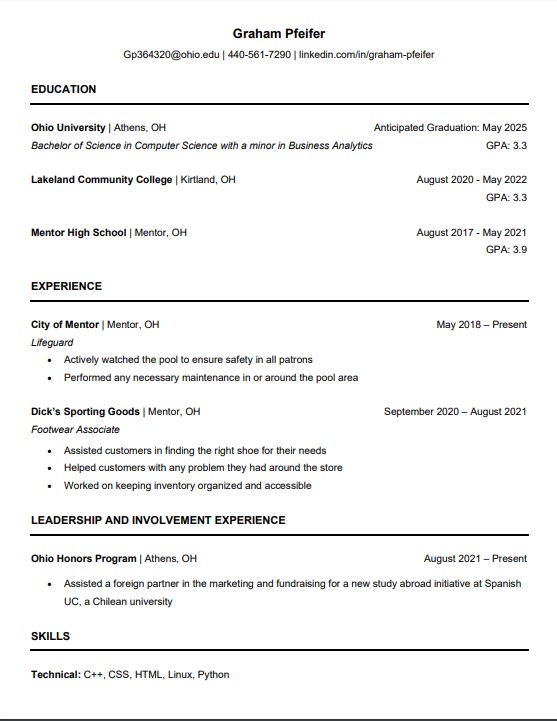 Graham Pfeifer
Gp364320@ohio.edu | 440-561-7290 | linkedin.com/in/graham-pfeifer
EDUCATION
Ohio University | Athens, OH Anticipated Graduation: May 2025
Bachelor of Science in Computer Science with a minor in Business Analytics GPA: 3.3
Lakeland Community College | Kirtland, OH August 2020 - May 2022
GPA: 3.3
Mentor High School | Mentor, OH August 2017 - May 2021
GPA: 3.9
EXPERIENCE
City of Mentor | Mentor, OH May 2018 – Present
Lifeguard
• Actively watched the pool to ensure safety in all patrons
• Performed any necessary maintenance in or around the pool area
Dick’s Sporting Goods | Mentor, OH September 2020 – August 2021
Footwear Associate
• Assisted customers in finding the right shoe for their needs
• Helped customers with any problem they had around the store
• Worked on keeping inventory organized and accessible
LEADERSHIP AND INVOLVEMENT EXPERIENCE
Ohio Honors Program | Athens, OH August 2021 – Present
• Assisted a foreign partner in the marketing and fundraising for a new study abroad initiative at Spanish
UC, a Chilean university
SKILLS
Technical: C++, CSS, HTML, Linux, Python